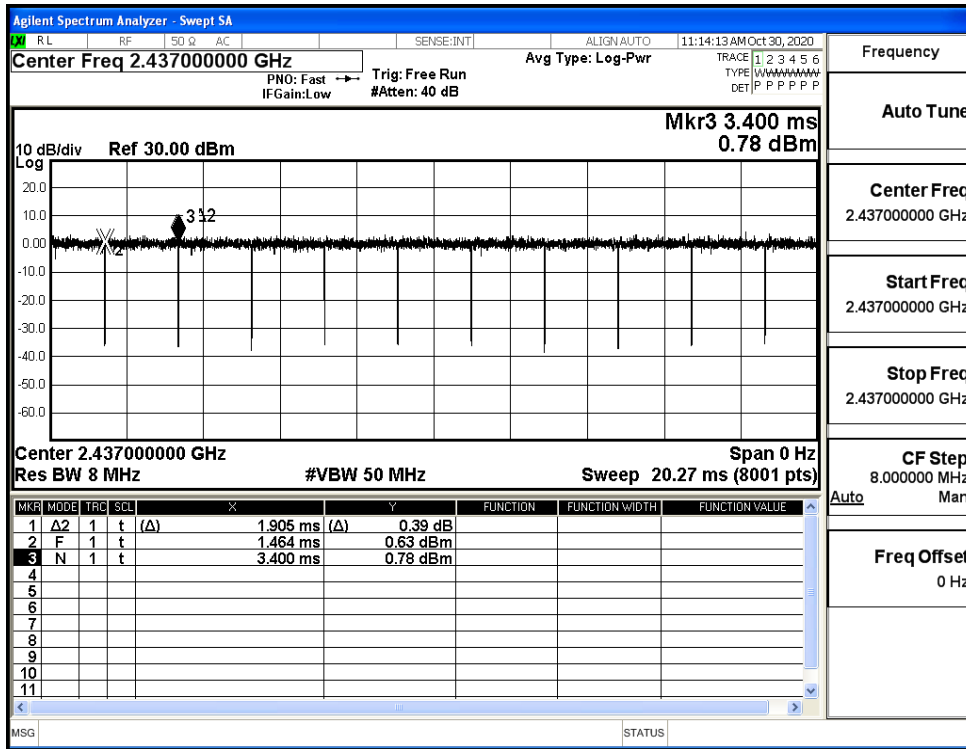 Agilent Spectrum Analyzer - Swept SA
LXI RL RF 50 Ω AC SENSE:INT ALIGN AUTO 11:14:13 AM Oct 30, 2020
Center Freq 2.437000000 GHz
PNO: Fast
IFGain:Low
Trig: Free Run
#Atten: 40 dB
Avg Type: Log-Pwr
TRACE 1 2 3 4 5 6
TYPE
DET P P P P P P
Mkr3 3.400 ms
0.78 dBm
10 dB/div Ref 30.00 dBm
Log
20.0
10.0
0.00
-10.0
-20.0
-30.0
-40.0
-50.0
-60.0
3 1Δ2
2
Center 2.437000000 GHz Span 0 Hz
Res BW 8 MHz #VBW 50 MHz Sweep 20.27 ms (8001 pts)
MKR MODE TRC SCL X Y FUNCTION FUNCTION WIDTH FUNCTION VALUE
1 Δ2 1 t (Δ) 1.905 ms (Δ) 0.39 dB
2 F 1 t 1.464 ms 0.63 dBm
3 N 1 t 3.400 ms 0.78 dBm
4
5
6
7
8
9
10
11
MSG STATUS
Frequency
Auto Tune
Center Freq
2.437000000 GHz
Start Freq
2.437000000 GHz
Stop Freq
2.437000000 GHz
CF Step
8.000000 MHz
Auto Man
Freq Offset
0 Hz